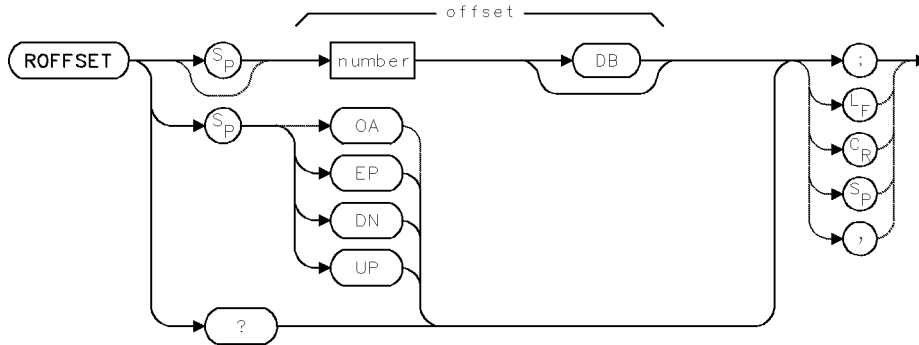 offset
ROFFSET SP number DB ;
SP OA LF
EP CR
DN SP
UP ,
?